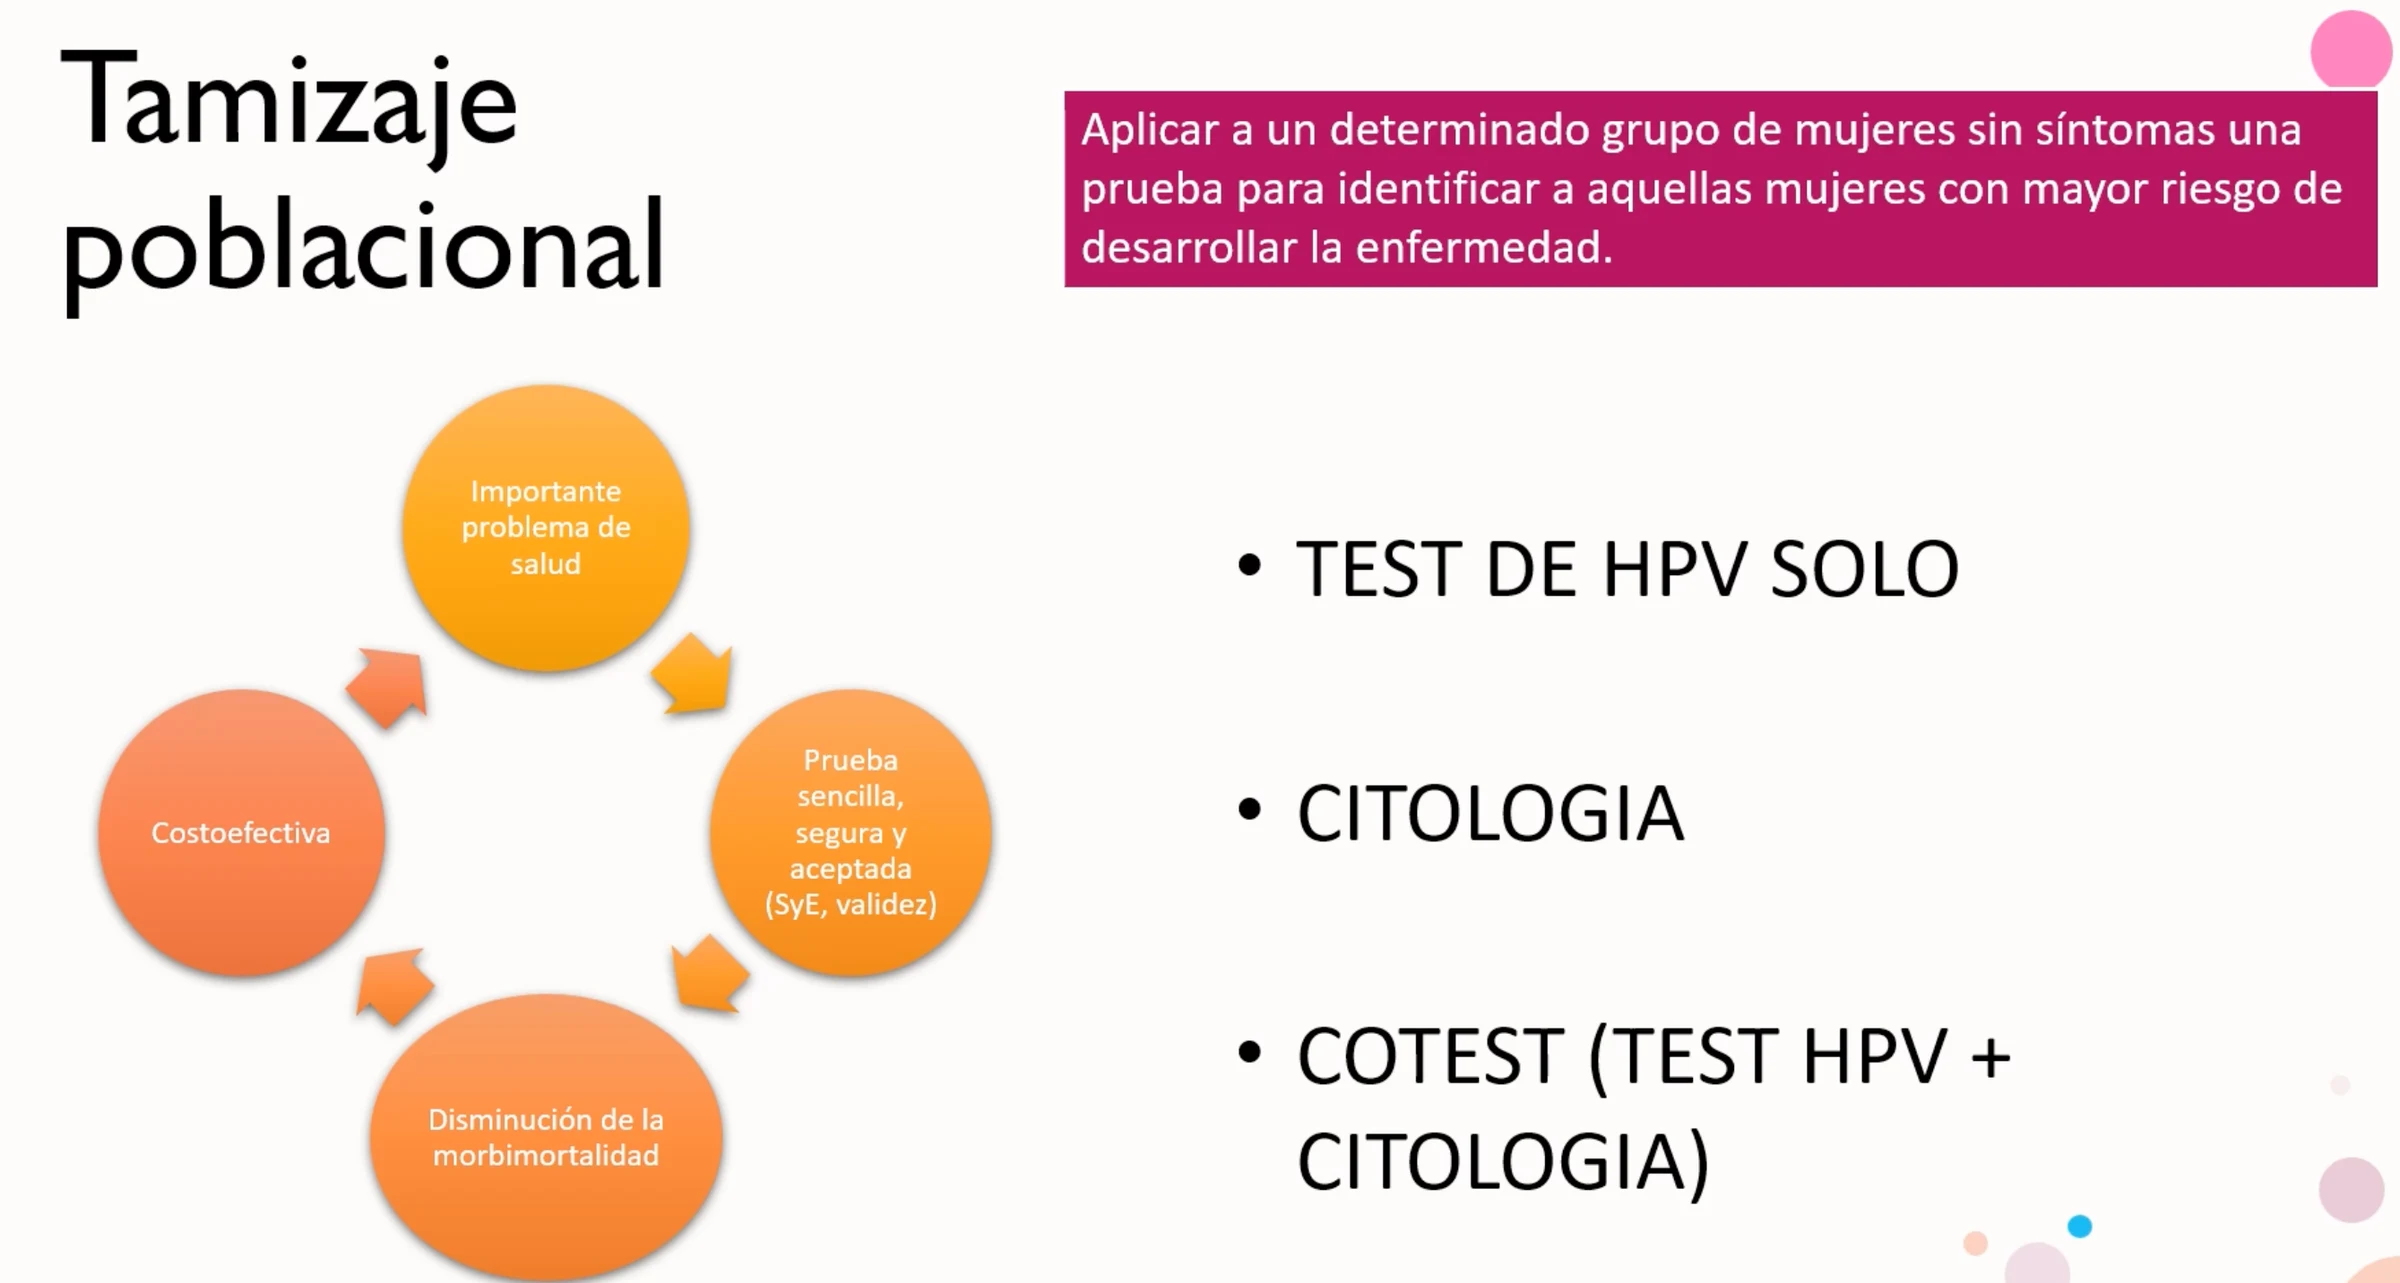 Tamizaje
poblacional
Aplicar a un determinado grupo de mujeres sin síntomas una
prueba para identificar a aquellas mujeres con mayor riesgo de
desarrollar la enfermedad.
Importante
problema de
salud
Prueba
sencilla,
segura y
aceptada
(SyE, validez)
Disminución de la
morbimortalidad
Costoefectiva
• TEST DE HPV SOLO
• CITOLOGIA
• COTEST (TEST HPV +
CITOLOGIA)